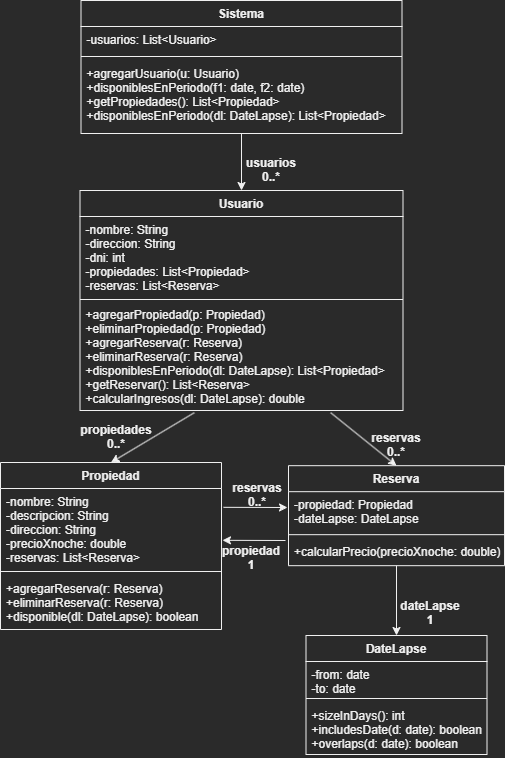 Sistema
-usuarios: List<Usuario>
+agregarUsuario(u: Usuario)
+disponiblesEnPeriodo(f1: date, f2: date)
+getPropiedades(): List<Propiedad>
+disponiblesEnPeriodo(dl: DateLapse): List<Propiedad>
usuarios
0..*
Usuario
-nombre: String
-direccion: String
-dni: int
-propiedades: List<Propiedad>
-reservas: List<Reserva>
+agregarPropiedad(p: Propiedad)
+eliminarPropiedad(p: Propiedad)
+agregarReserva(r: Reserva)
+eliminarReserva(r: Reserva)
+disponiblesEnPeriodo(dl: DateLapse): List<Propiedad>
+getReservar(): List<Reserva>
+calcularIngresos(dl: DateLapse): double
propiedades
0..*
reservas
0..*
Propiedad
-nombre: String
-descripcion: String
-direccion: String
-precioXnoche: double
-reservas: List<Reserva>
+agregarReserva(r: Reserva)
+eliminarReserva(r: Reserva)
+disponible(dl: DateLapse): boolean
reservas
0..*
propiedad
1
Reserva
-propiedad: Propiedad
-dateLapse: DateLapse
+calcularPrecio(precioXnoche: double)
dateLapse
1
DateLapse
-from: date
-to: date
+sizeInDays(): int
+includesDate(d: date): boolean
+overlaps(d: date): boolean